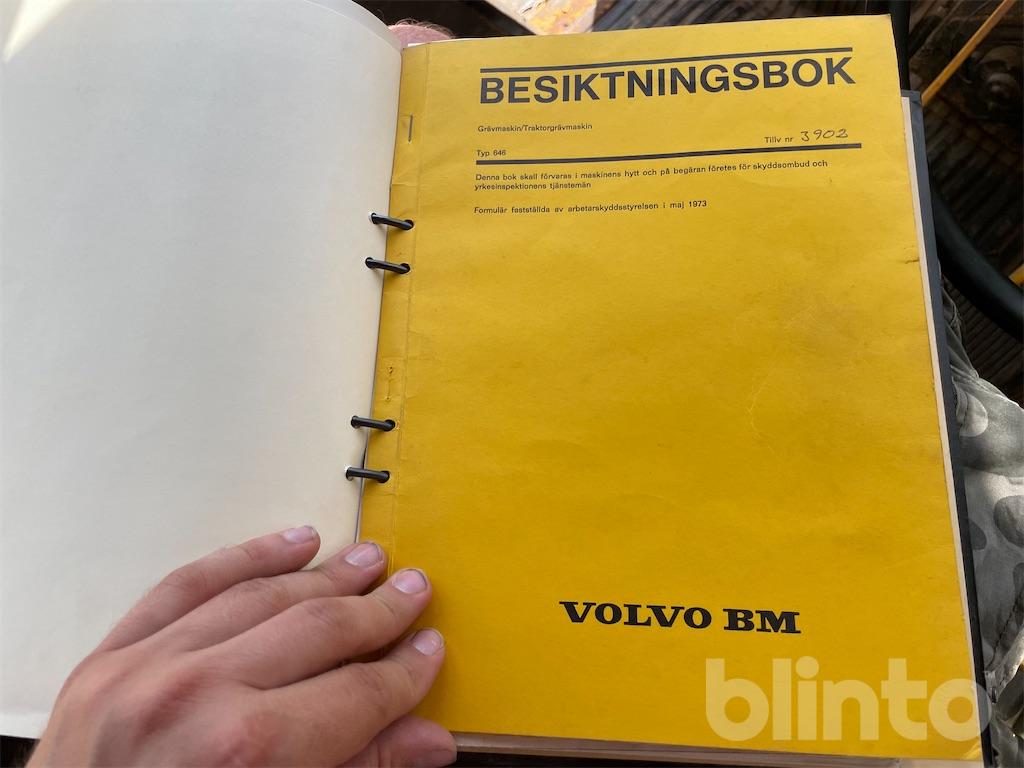 BESIKTNINGSBOK
Grävmaskin/Traktorgrävmaskin
Typ 646
Tillv nr 3902
Denna bok skall förvaras i maskinens hytt och på begäran företes för skyddsombud och
yrkesinspektionens tjänstemän
Formulär fastställda av arbetarskyddsstyrelsen i maj 1973
VOLVO BM
blinto